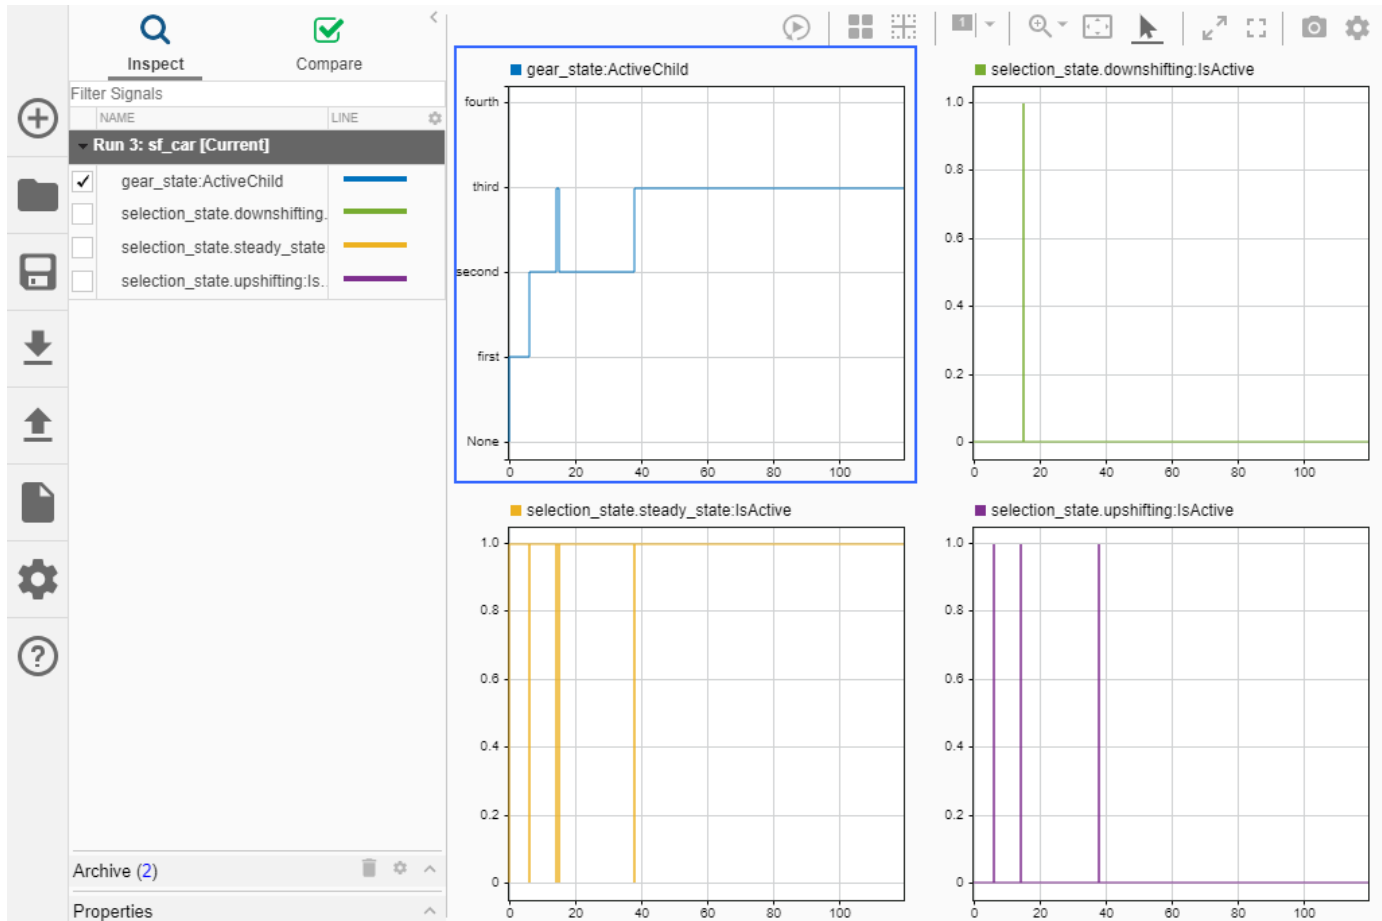 Inspect
Compare
Filter Signals
NAME
LINE
Run 3: sf_car [Current]
gear_state:ActiveChild
selection_state.downshifting.
selection_state.steady_state
selection_state.upshifting:Is..
Archive (2)
Properties
1
gear_state:ActiveChild
fourth
third
second
first
None
0 20 40 60 80 100
selection_state.downshifting:IsActive
1.0
0.8
0.6
0.4
0.2
0
0 20 40 60 80 100
selection_state.steady_state:IsActive
1.0
0.8
0.6
0.4
0.2
0
0 20 40 60 80 100
selection_state.upshifting:IsActive
1.0
0.8
0.6
0.4
0.2
0
0 20 40 60 80 100